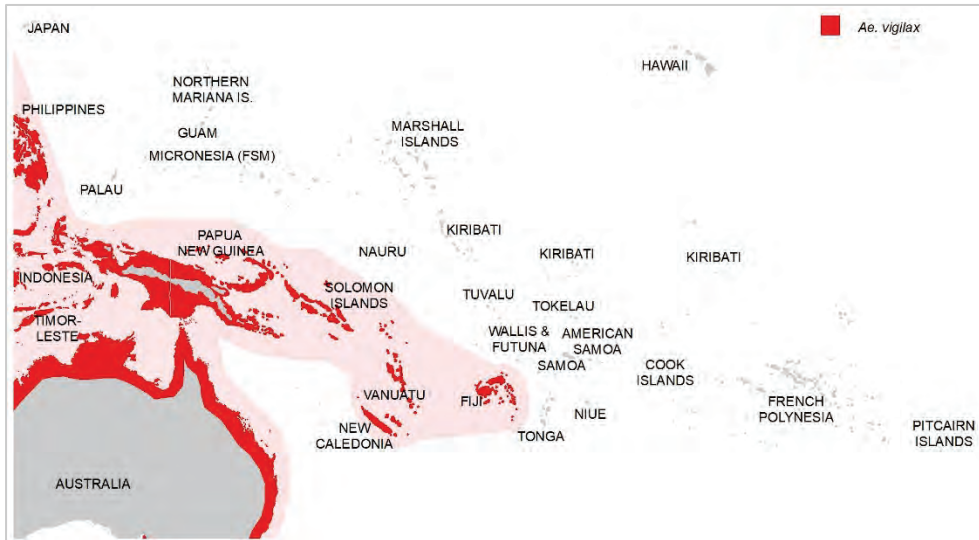 JAPAN
Ae. vigilax
HAWAII
NORTHERN
MARIANA IS.
PHILIPPINES
GUAM
MARSHALL
ISLANDS
MICRONESIA (FSM)
PALAU
KIRIBATI
PAPUA
NEW GUINEA
NAURU
KIRIBATI
KIRIBATI
INDONESIA
SOLOMON
ISLANDS
TUVALU
TOKELAU
TIMOR-
LESTE
WALLIS &
FUTUNA
AMERICAN
SAMOA
SAMOA
COOK
ISLANDS
VANUATU
FIJI
FRENCH
POLYNESIA
NIUE
NEW
CALEDONIA
TONGA
PITCAIRN
ISLANDS
AUSTRALIA